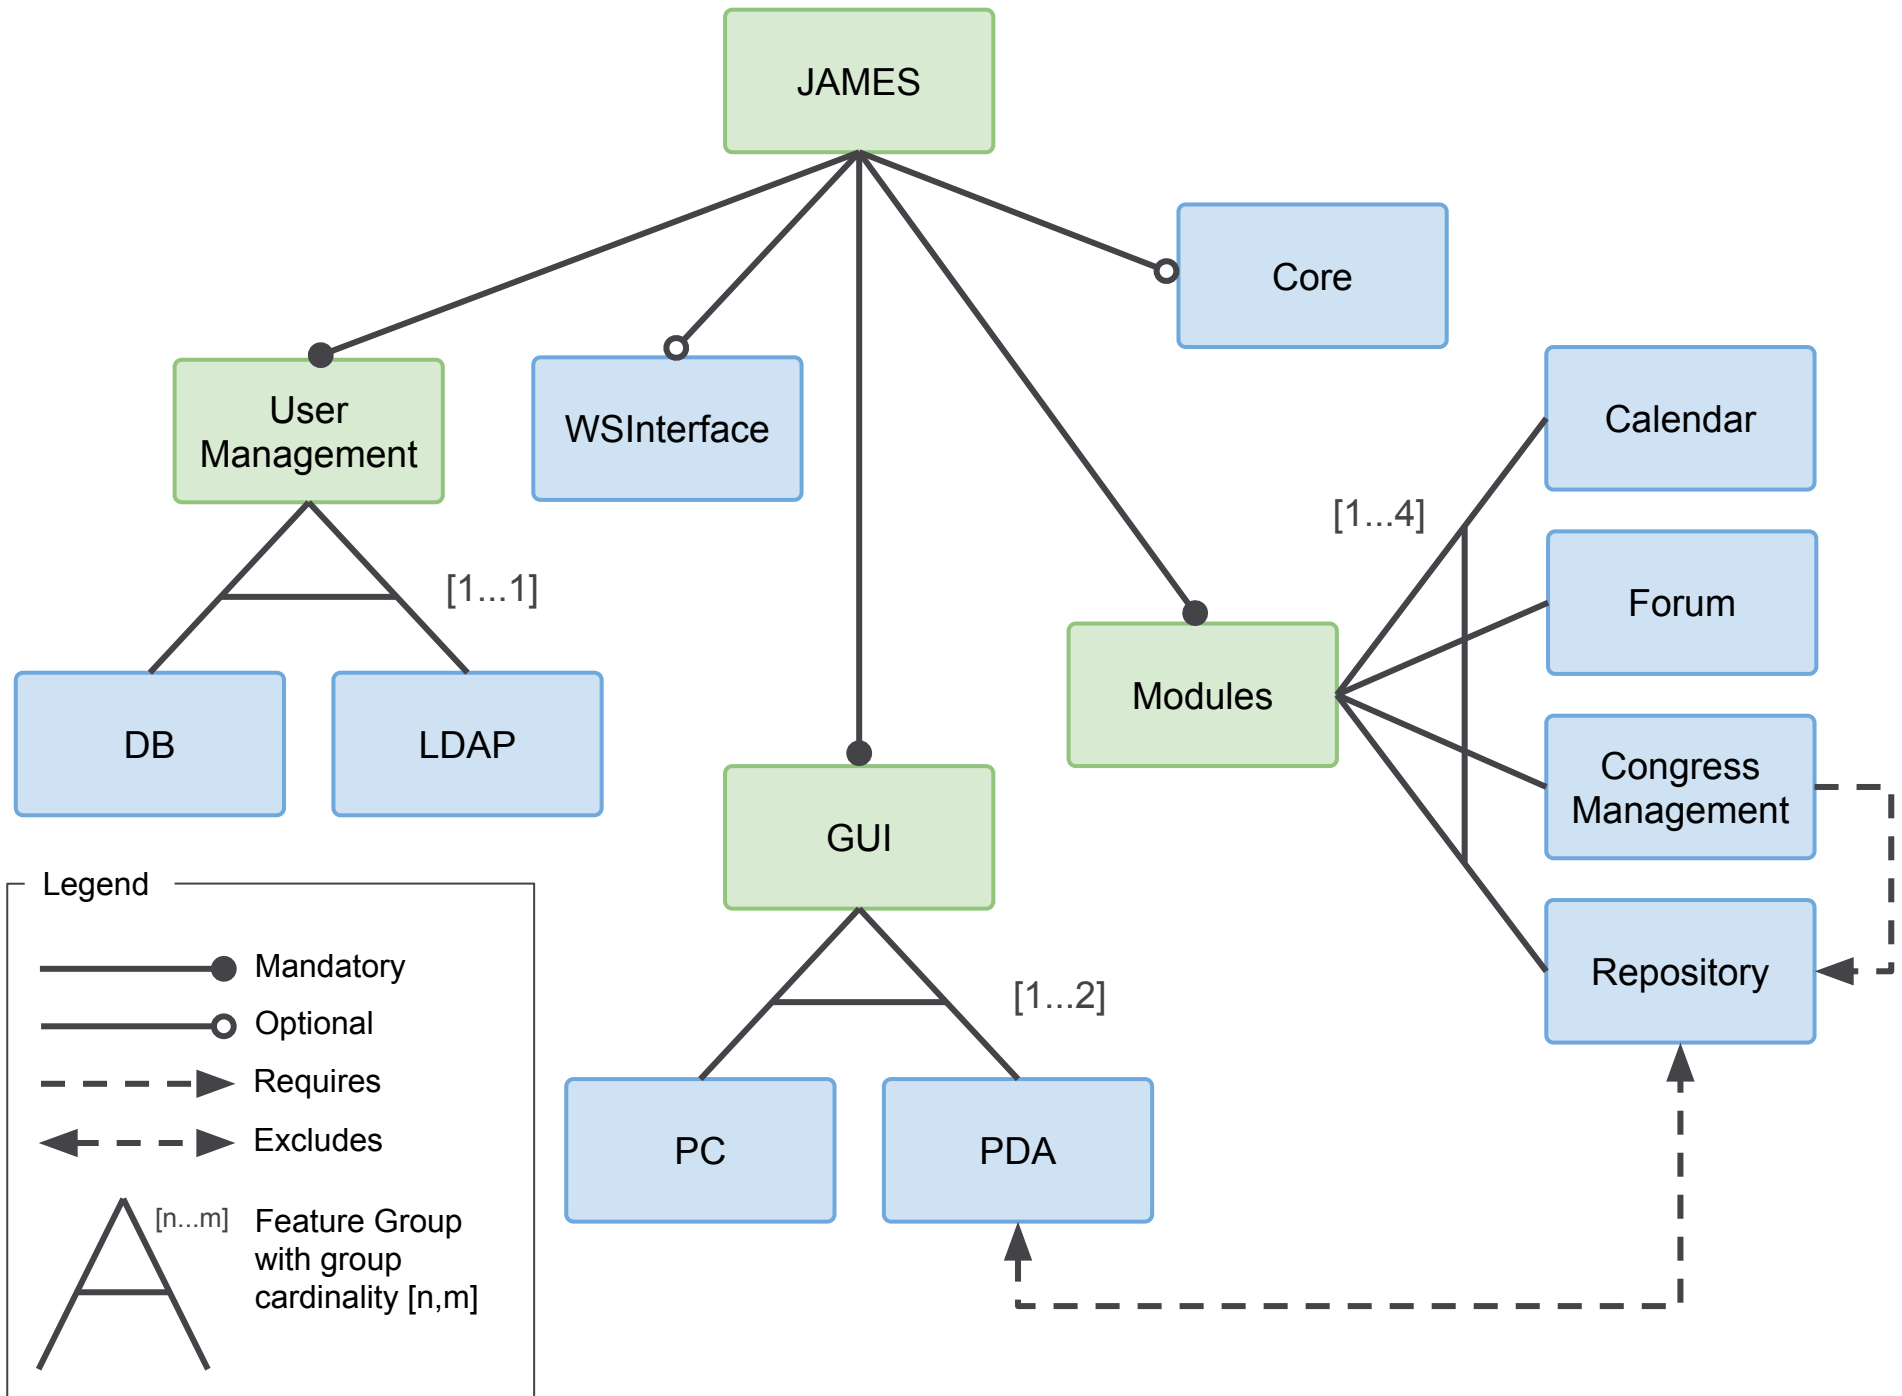 JAMES
Core
User
Management
WSInterface
Calendar
[1...4]
Forum
[1...1]
Modules
DB
LDAP
Congress
Management
GUI
Repository
[1...2]
PC
PDA
Legend
Mandatory
Optional
Requires
Excludes
[n...m]
Feature Group
with group
cardinality [n,m]